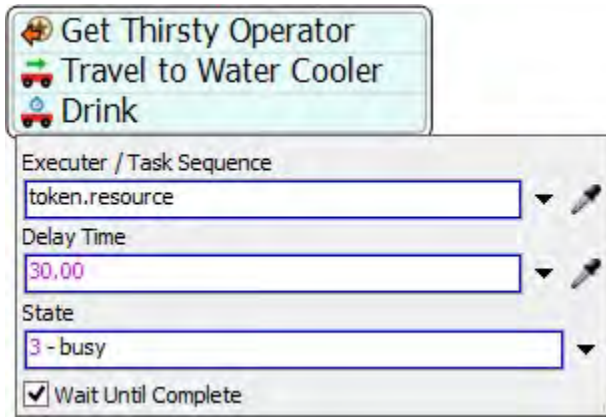 Get Thirsty Operator
Travel to Water Cooler
Drink
Executer / Task Sequence
token.resource
Delay Time
30.00
State
3 - busy
Wait Until Complete